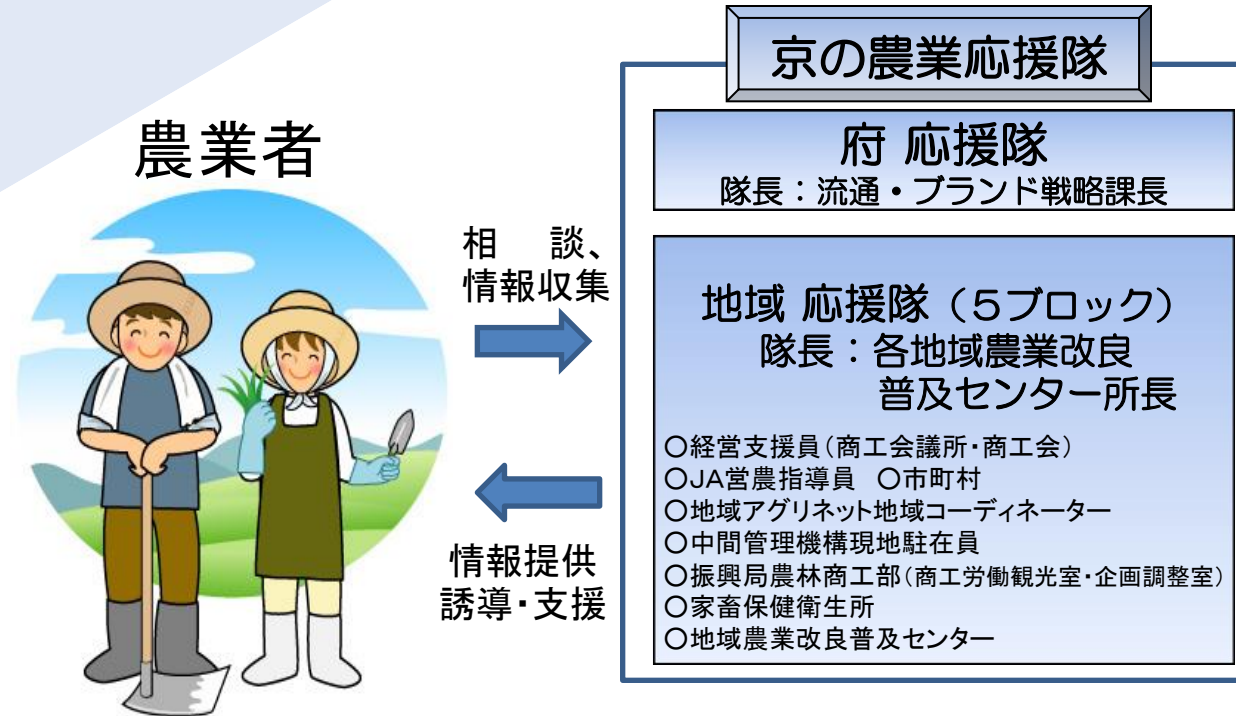 農業者
相　談、
情報収集
情報提供
誘導・支援
京の農業応援隊
府 応援隊
隊長：流通・ブランド戦略課長
地域 応援隊（５ブロック）
隊長：各地域農業改良
普及センター所長
○経営支援員（商工会議所・商工会）
○JA営農指導員　○市町村
○地域アグリネット地域コーディネーター
○中間管理機構現地駐在員
○振興局農林商工部（商工労働観光室・企画調整室）
○家畜保健衛生所
○地域農業改良普及センター